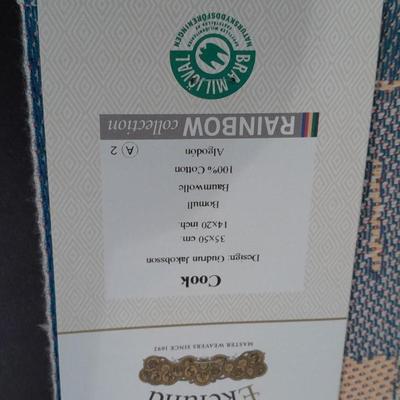 Ekelund
MASTER WEAVERS SINCE 1692
Cook
Design: Gudrun Jakobsson
35x50 cm.
14x20 inch.
Bomull
Baumwolle
100% Cotton
Algodón
A 2
RAINBOW collection
BRA MILJÖVAL
NATURSKYDDSFÖRENINGEN